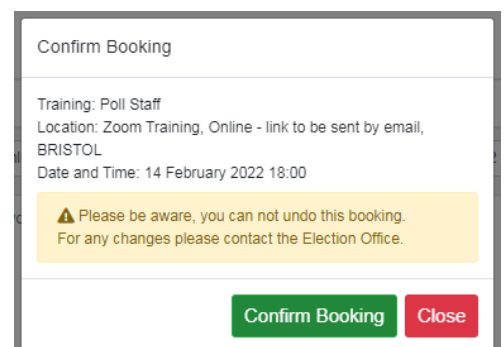 Confirm Booking
Training: Poll Staff
Location: Zoom Training, Online - link to be sent by email,
BRISTOL
Date and Time: 14 February 2022 18:00
Please be aware, you can not undo this booking.
For any changes please contact the Election Office.
Confirm Booking Close